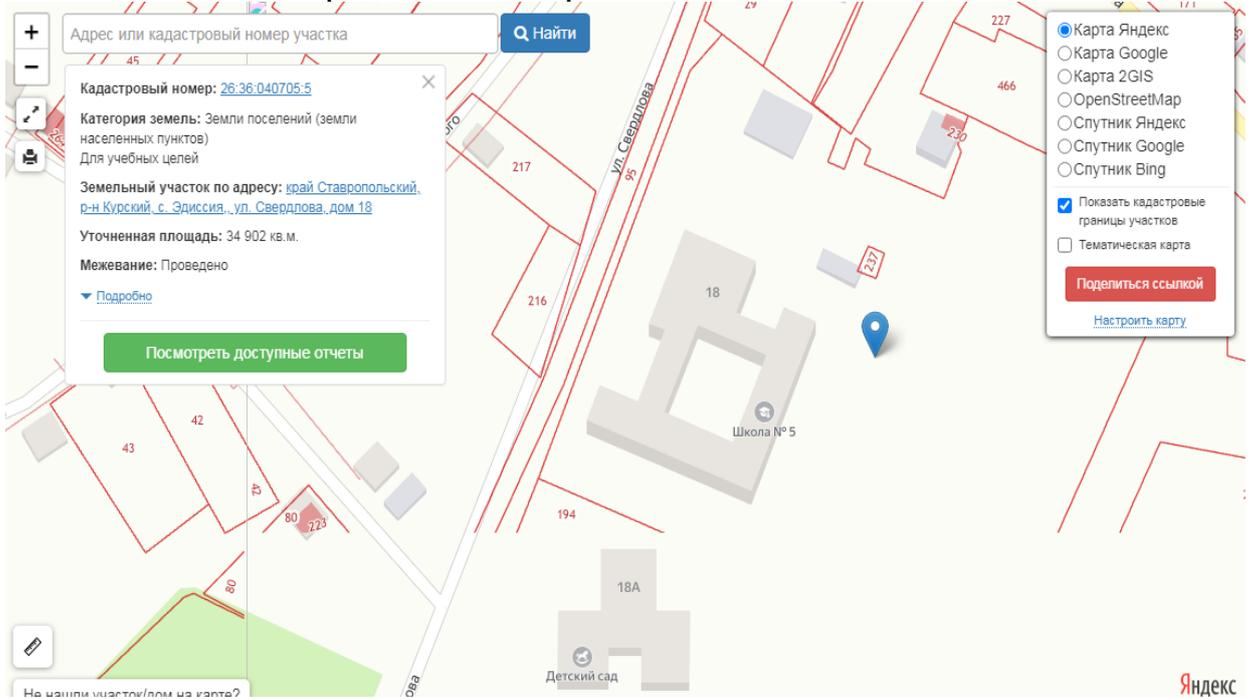 Адрес или кадастровый номер участка
Найти
Кадастровый номер: 26:36:040705:5
Категория земель: Земли поселений (земли
населенных пунктов)
Для учебных целей
Земельный участок по адресу: край Ставропольский,
р-н Курский, с. Эдиссия,, ул. Свердлова, дом 18
Уточненная площадь: 34 902 кв.м.
Межевание: Проведено
Подробно
Посмотреть доступные отчеты
Карта Яндекс
Карта Google
Карта 2GIS
OpenStreetMap
Спутник Яндекс
Спутник Google
Спутник Bing
Показать кадастровые
границы участков
Тематическая карта
Поделиться ссылкой
Настроить карту
45
29
227
171
466
230
217
ул. Свердлова
95
237
216
18
Школа № 5
42
43
42
80
223
194
80
18А
Детский сад
Не нашли участок/дом на карте?
Яндекс